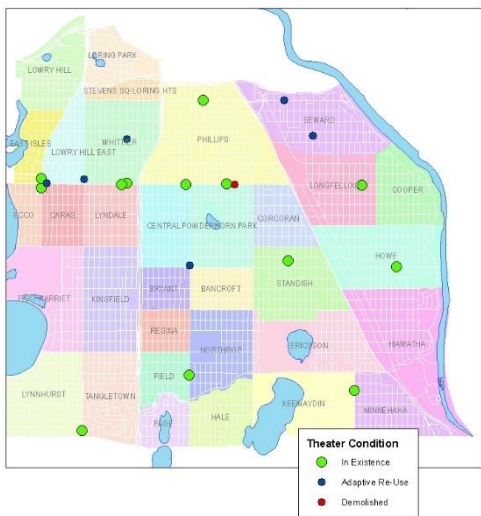 LORING PARK
LOWRY HILL
STEVENS SQ-LORING HTS
SEWARD
EAST ISLES
WHITTIER
PHILLIPS
LOWRY HILL EAST
LONGFELLOW
COOPER
ECCO
CARAG
LYNDALE
CENTRAL
POWDERHORN PARK
CORCORAN
HOWE
EAST HARRIET
KINGFIELD
BRYANT
BANCROFT
STANDISH
REGINA
NORTHROP
ERICSSON
HIAWATHA
LYNNHURST
TANGLETOWN
FIELD
KEEWAYDIN
MINNEHAHA
PAGE
HALE
Theater Condition
In Existence
Adaptive Re-Use
Demolished